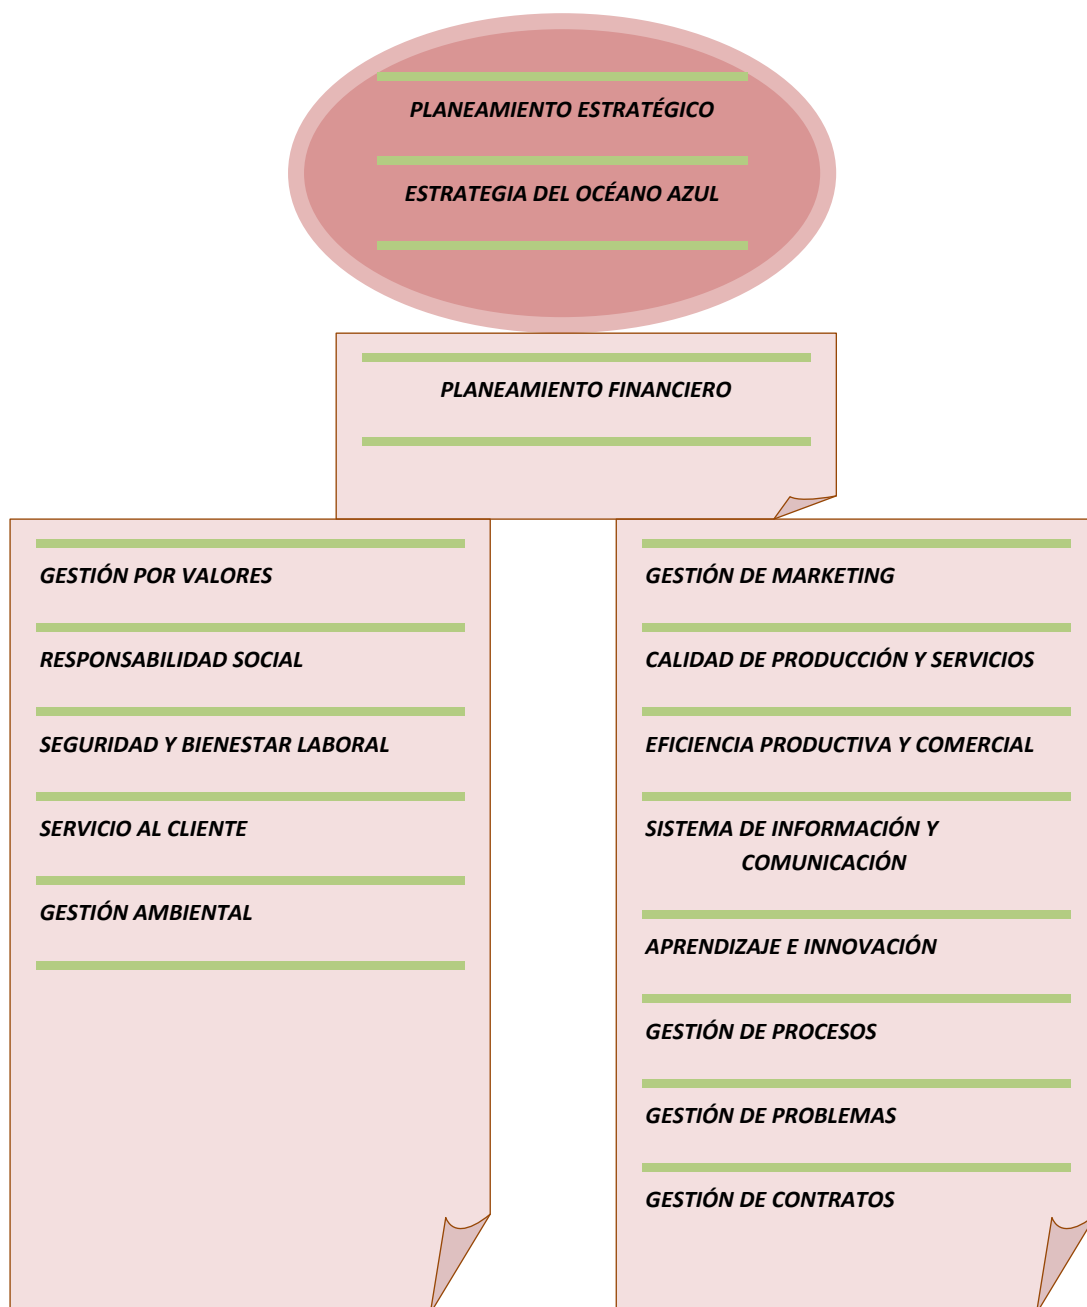 PLANEAMIENTO ESTRATÉGICO
ESTRATEGIA DEL OCÉANO AZUL
PLANEAMIENTO FINANCIERO
GESTIÓN POR VALORES
RESPONSABILIDAD SOCIAL
SEGURIDAD Y BIENESTAR LABORAL
SERVICIO AL CLIENTE
GESTIÓN AMBIENTAL
GESTIÓN DE MARKETING
CALIDAD DE PRODUCCIÓN Y SERVICIOS
EFICIENCIA PRODUCTIVA Y COMERCIAL
SISTEMA DE INFORMACIÓN Y
COMUNICACIÓN
APRENDIZAJE E INNOVACIÓN
GESTIÓN DE PROCESOS
GESTIÓN DE PROBLEMAS
GESTIÓN DE CONTRATOS